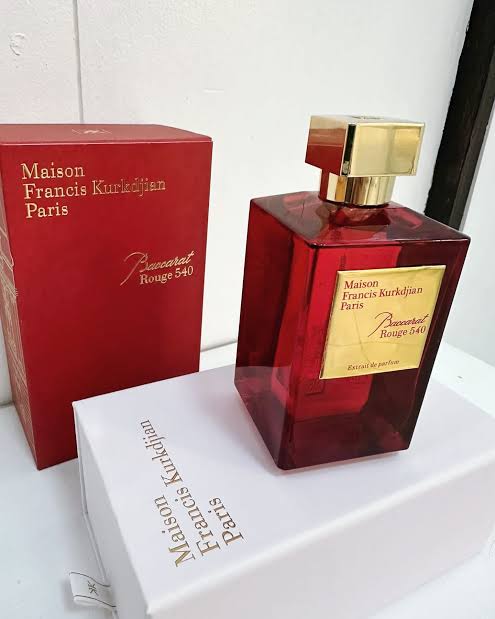 Maison
Francis Kurkdjian
Paris
Baccarat
Rouge 540
Maison
Francis Kurkdjian
Paris
Baccarat
Rouge 540
Extrait de parfum
Maison
Francis Kurkdjian
Paris